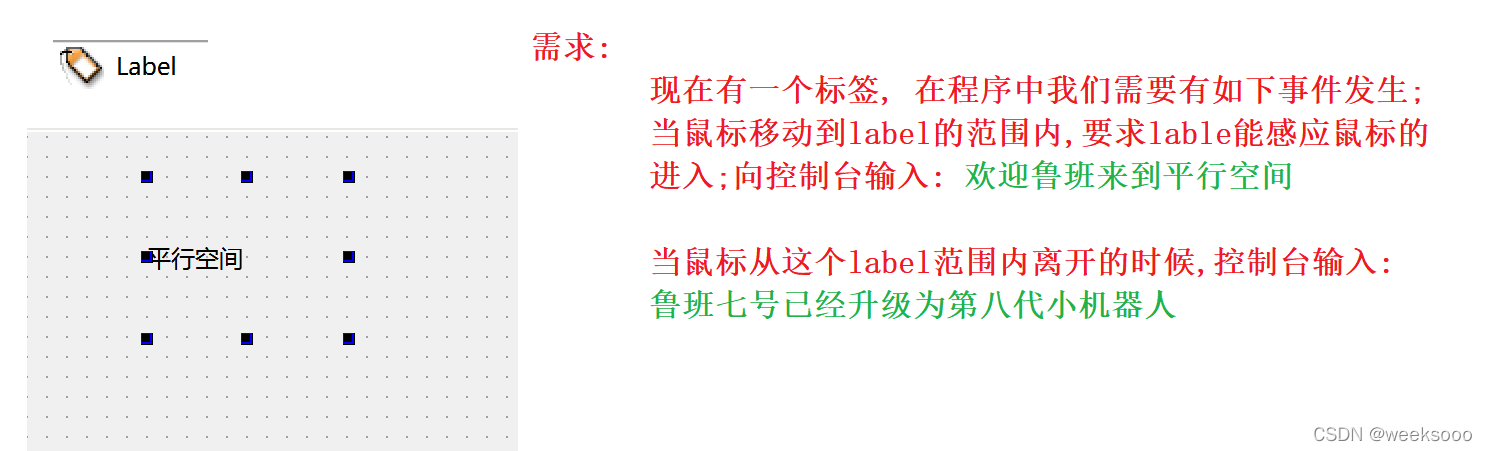 Label
平行空间
需求:
现在有一个标签, 在程序中我们需要有如下事件发生;
当鼠标移动到label的范围内,要求lable能感应鼠标的
进入;向控制台输入: 欢迎鲁班来到平行空间
当鼠标从这个label范围内离开的时候,控制台输入:
鲁班七号已经升级为第八代小机器人
CSDN @weeksooo